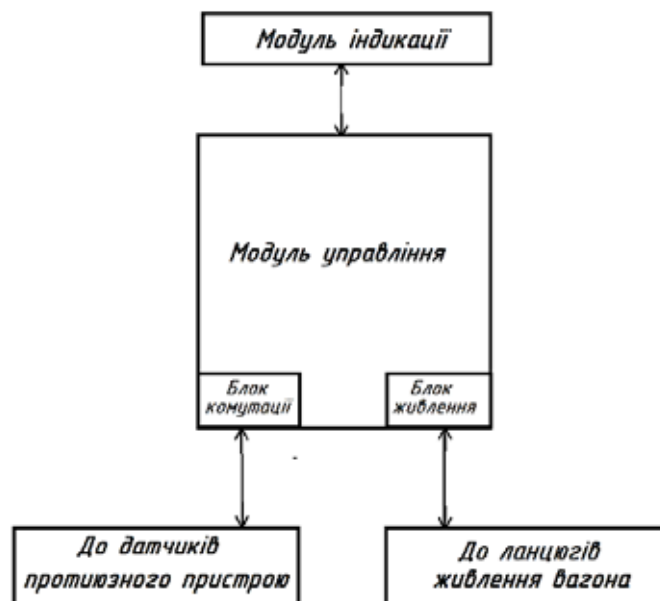 Модуль індикації
Модуль управління
Блок
комутації
Блок
живлення
До датчиків
протиюзного пристрою
До ланцюгів
живлення вагона